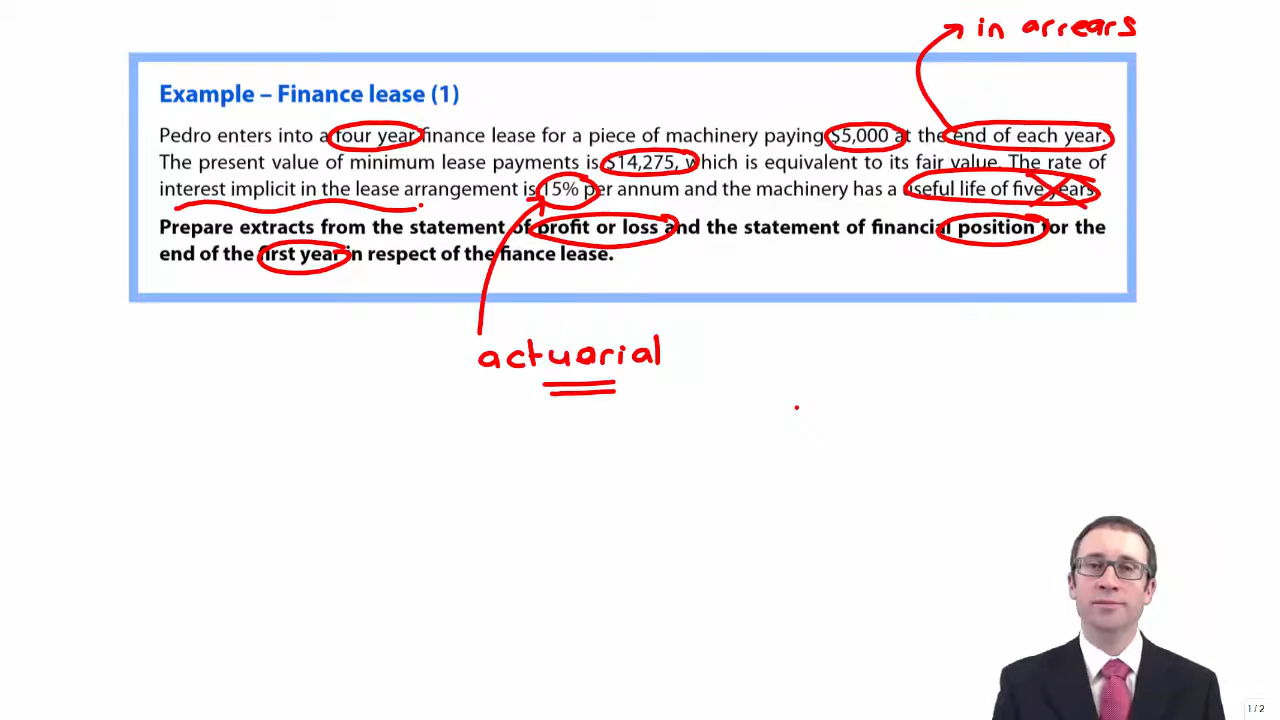 in arrears
Example – Finance lease (1)
Pedro enters into a four year finance lease for a piece of machinery paying $5,000 at the end of each year.
The present value of minimum lease payments is $14,275, which is equivalent to its fair value. The rate of
interest implicit in the lease arrangement is 15% per annum and the machinery has a useful life of five years.
Prepare extracts from the statement of profit or loss and the statement of financial position for the
end of the first year in respect of the fiance lease.
actuarial
1 / 2